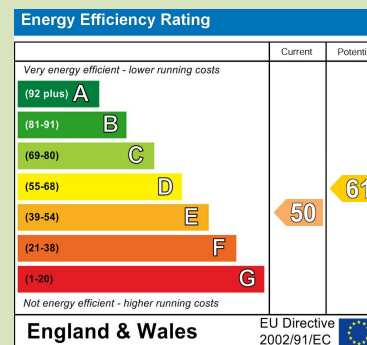 Energy Efficiency Rating
Current Potenti
Very energy efficient - lower running costs
(92 plus) A
(81-91) B
(69-80) C
(55-68) D
(39-54) E
(21-38) F
(1-20) G
50
61
Not energy efficient - higher running costs
England & Wales
EU Directive
2002/91/EC